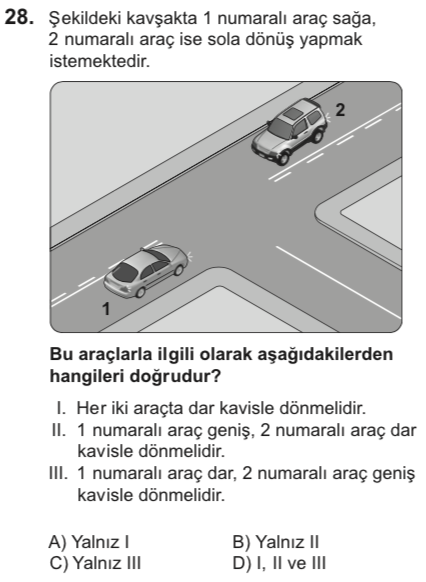 28. Şekildeki kavşakta 1 numaralı araç sağa,
2 numaralı araç ise sola dönüş yapmak
istemektedir.
2
1
Bu araçlarla ilgili olarak aşağıdakilerden
hangileri doğrudur?
I. Her iki araçta dar kavisle dönmelidir.
II. 1 numaralı araç geniş, 2 numaralı araç dar
kavisle dönmelidir.
III. 1 numaralı araç dar, 2 numaralı araç geniş
kavisle dönmelidir.
A) Yalnız I B) Yalnız II
C) Yalnız III D) I, II ve III